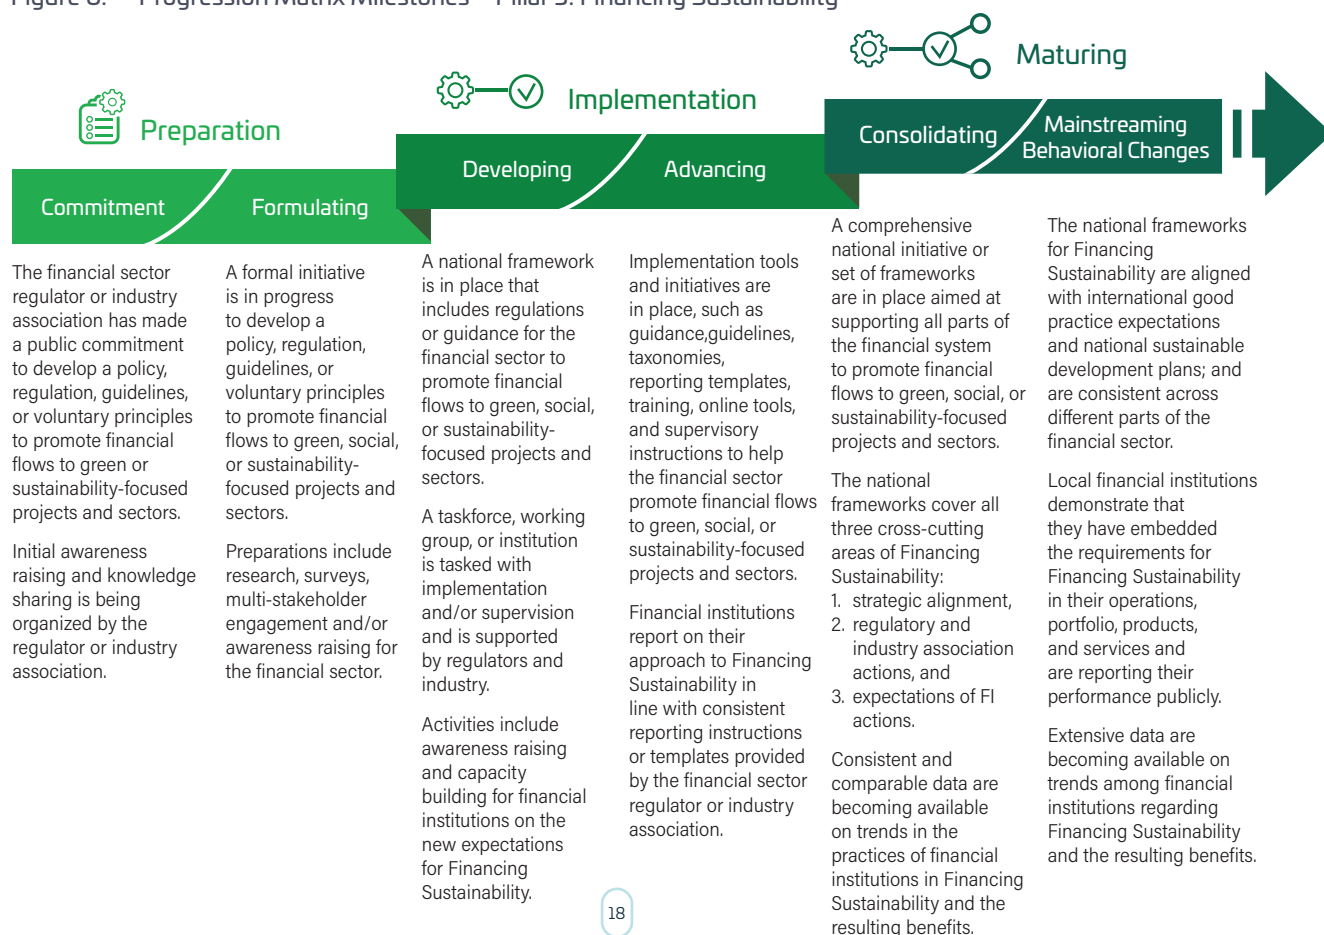 Figure 6. Progression Matrix Milestones – Pillar 3: Financing Sustainability
Preparation
Implementation
Maturing
Commitment
Formulating
Developing
Advancing
Consolidating
Mainstreaming
Behavioral Changes
The financial sector
regulator or industry
association has made
a public commitment
to develop a policy,
regulation, guidelines,
or voluntary principles
to promote financial
flows to green or
sustainability-focused
projects and sectors.
Initial awareness
raising and knowledge
sharing is being
organized by the
regulator or industry
association.
A formal initiative
is in progress
to develop a
policy, regulation,
guidelines, or
voluntary principles
to promote financial
flows to green, social,
or sustainability-
focused projects and
sectors.
Preparations include
research, surveys,
multi-stakeholder
engagement and/or
awareness raising for
the financial sector.
A national framework
is in place that
includes regulations
or guidance for the
financial sector to
promote financial
flows to green, social,
or sustainability-
focused projects and
sectors.
A taskforce, working
group, or institution
is tasked with
implementation
and/or supervision
and is supported
by regulators and
industry.
Activities include
awareness raising
and capacity
building for financial
institutions on the
new expectations
for Financing
Sustainability.
Implementation tools
and initiatives are
in place, such as
guidance,guidelines,
taxonomies,
reporting templates,
training, online tools,
and supervisory
instructions to help
the financial sector
promote financial flows
to green, social, or
sustainability-focused
projects and sectors.
Financial institutions
report on their
approach to Financing
Sustainability in
line with consistent
reporting instructions
or templates provided
by the financial sector
regulator or industry
association.
A comprehensive
national initiative or
set of frameworks
are in place aimed at
supporting all parts of
the financial system
to promote financial
flows to green, social, or
sustainability-focused
projects and sectors.
The national
frameworks cover all
three cross-cutting
areas of Financing
Sustainability:
1. strategic alignment,
2. regulatory and
industry association
actions, and
3. expectations of FI
actions.
Consistent and
comparable data are
becoming available
on trends in the
practices of financial
institutions in Financing
Sustainability and the
resulting benefits.
The national frameworks
for Financing
Sustainability are aligned
with international good
practice expectations
and national sustainable
development plans; and
are consistent across
different parts of the
financial sector.
Local financial institutions
demonstrate that
they have embedded
the requirements for
Financing Sustainability
in their operations,
portfolio, products,
and services and
are reporting their
performance publicly.
Extensive data are
becoming available on
trends among financial
institutions regarding
Financing Sustainability
and the resulting benefits.
18